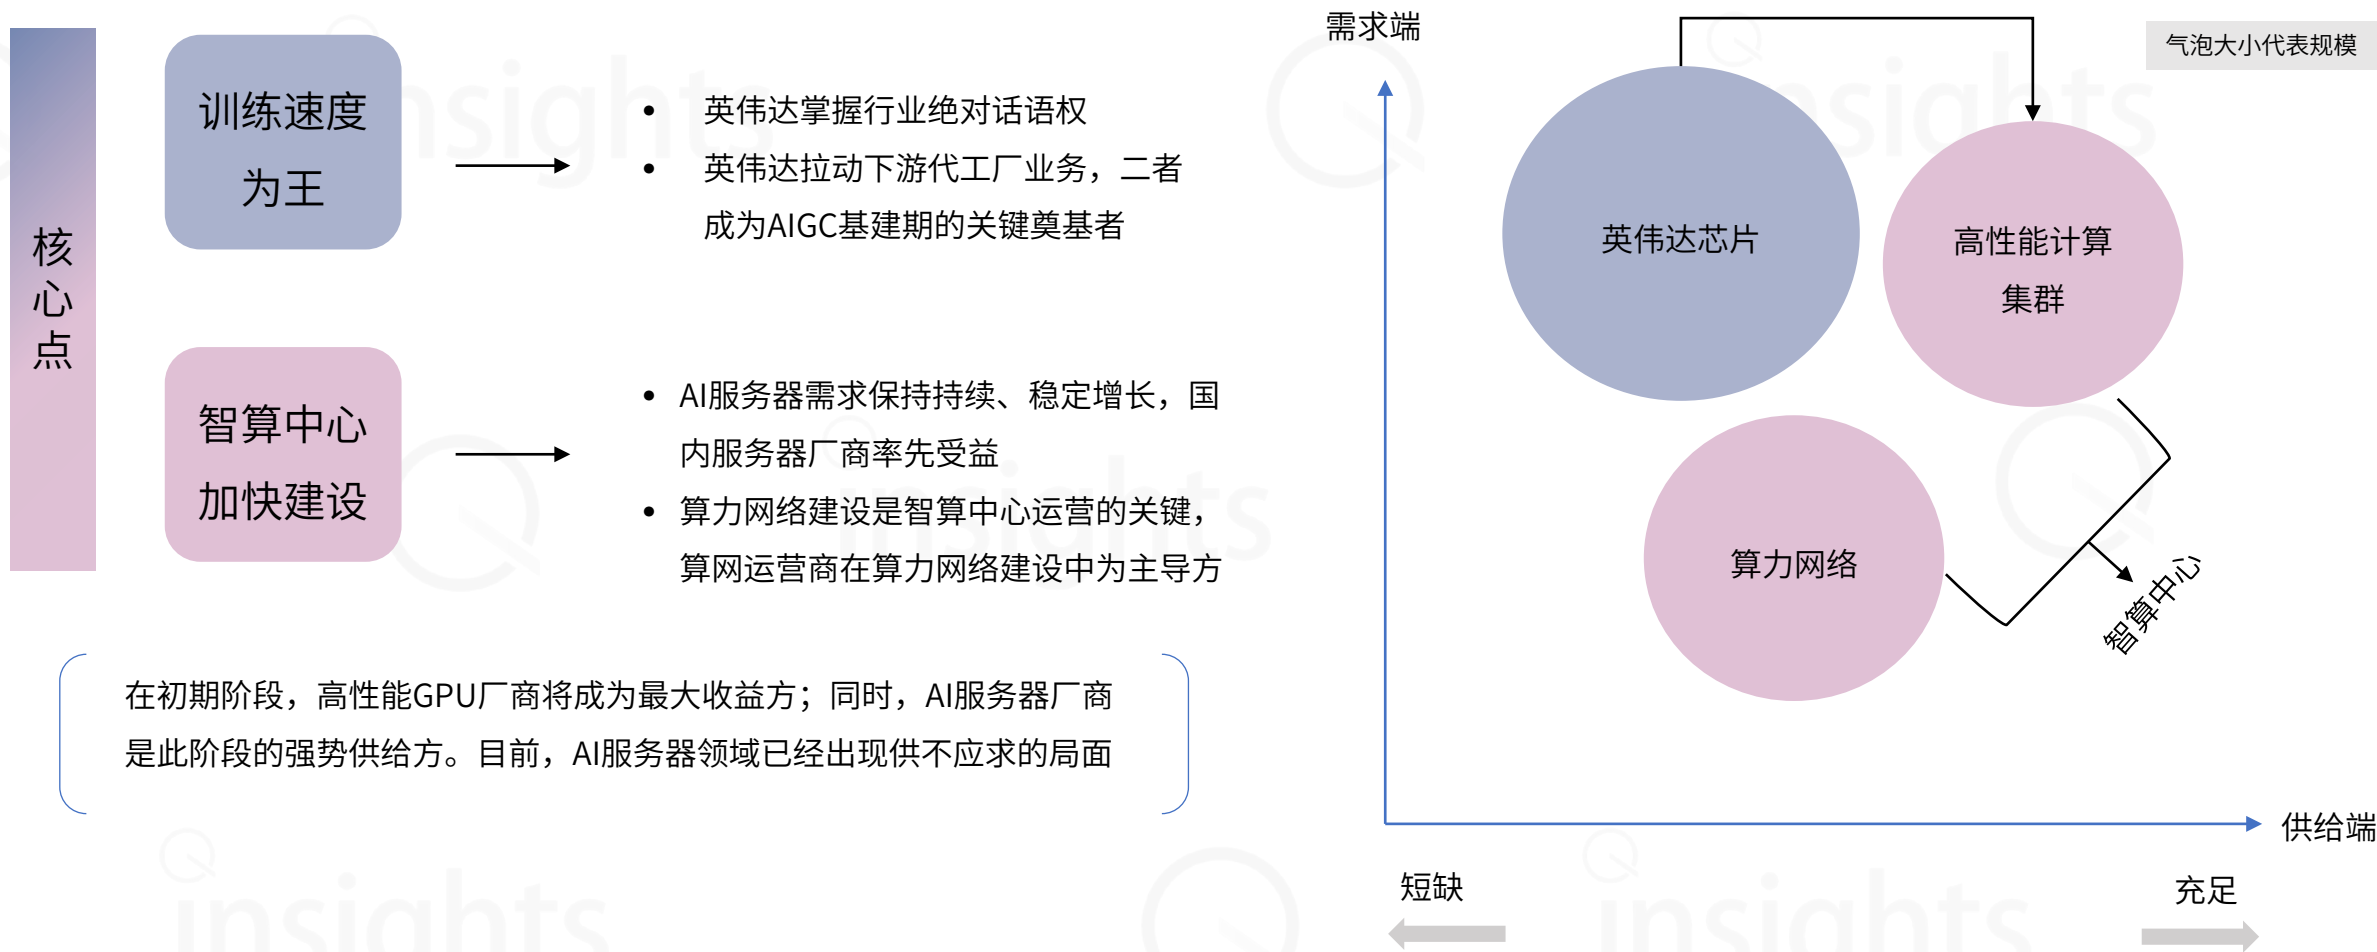 核心点
训练速度
为王
英伟达掌握行业绝对话语权
英伟达拉动下游代工厂业务，二者
成为AIGC基建期的关键奠基者
智算中心
加快建设
AI服务器需求保持持续、稳定增长，国
内服务器厂商率先受益
算力网络建设是智算中心运营的关键，
算网运营商在算力网络建设中为主导方
在初期阶段，高性能GPU厂商将成为最大收益方；同时，AI服务器厂商
是此阶段的强势供给方。目前，AI服务器领域已经出现供不应求的局面
需求端
气泡大小代表规模
英伟达芯片
高性能计算
集群
算力网络
智算中心
供给端
短缺
充足
insights
insights
insights
insights
insights